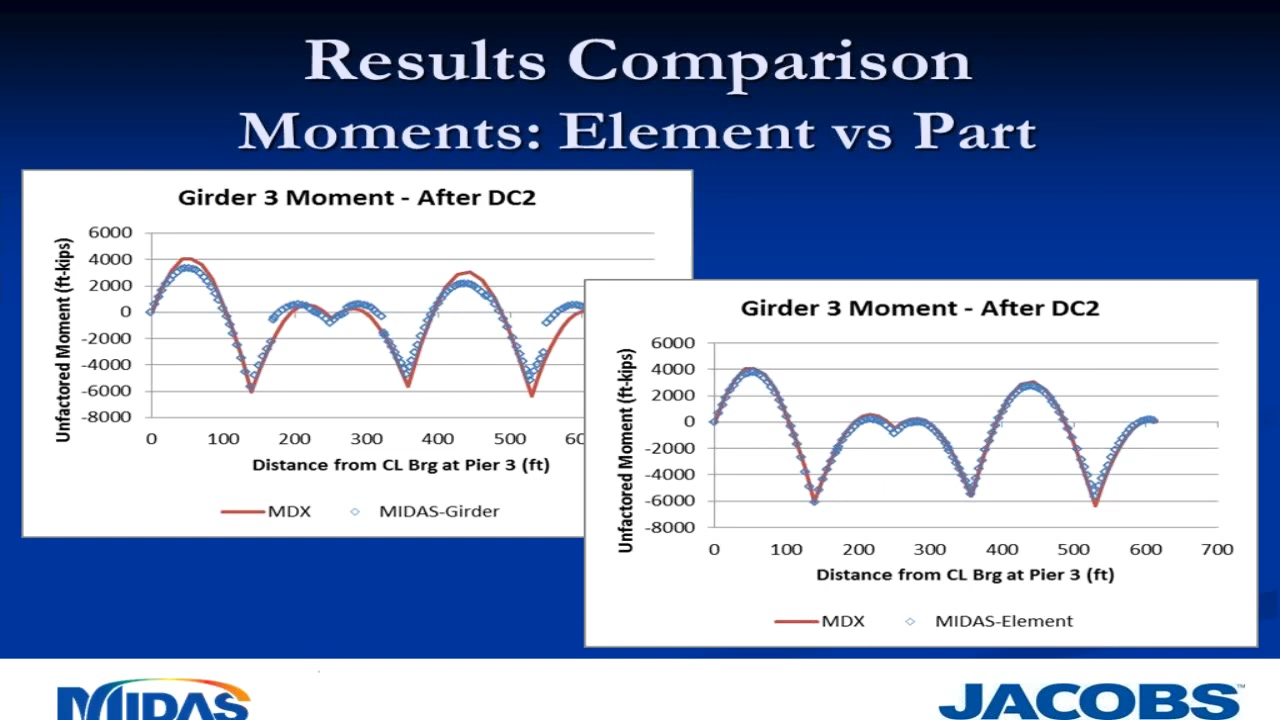 Results Comparison
Moments: Element vs Part
Girder 3 Moment - After DC2
Unfactored Moment (ft-kips)
6000
4000
2000
0
-2000
-4000
-6000
-8000
0 100 200 300 400 500 60
Distance from CL Brg at Pier 3 (ft)
MDX MIDAS-Girder
Girder 3 Moment - After DC2
Unfactored Moment (ft-kips)
6000
4000
2000
0
-2000
-4000
-6000
-8000
0 100 200 300 400 500 600 700
Distance from CL Brg at Pier 3 (ft)
MDX MIDAS-Element
MIDAS
JACOBS™